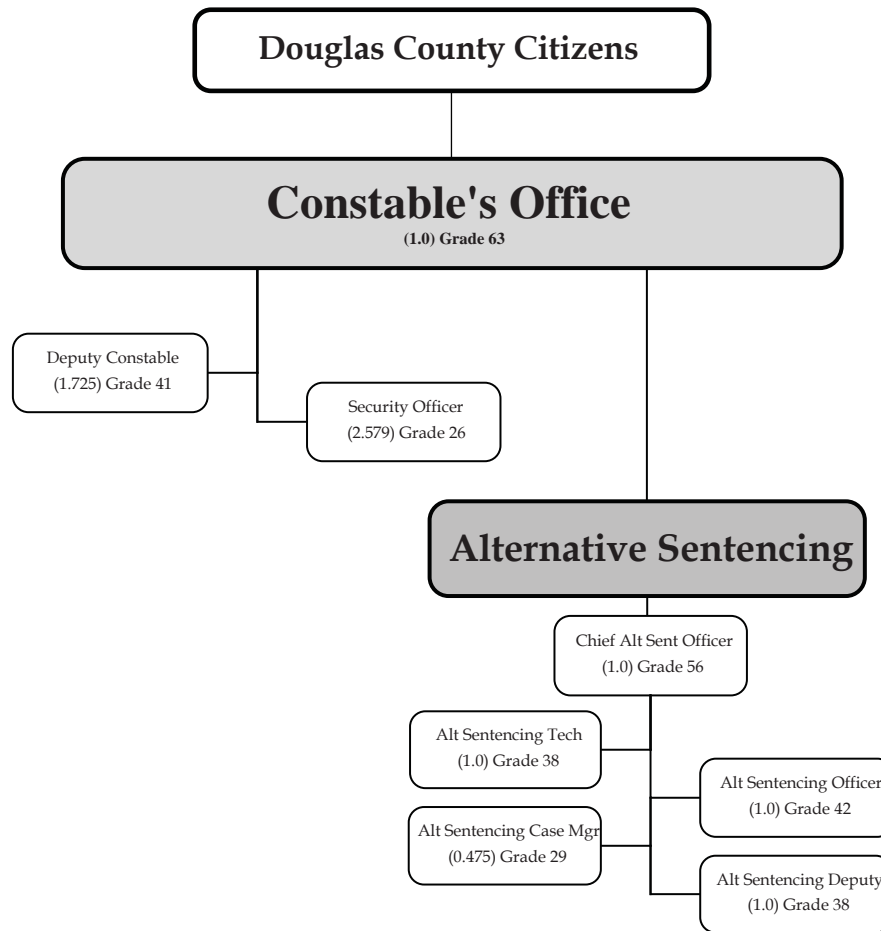 Douglas County Citizens
Constable's Office
(1.0) Grade 63
Deputy Constable
(1.725) Grade 41
Security Officer
(2.579) Grade 26
Alternative Sentencing
Chief Alt Sent Officer
(1.0) Grade 56
Alt Sentencing Tech
(1.0) Grade 38
Alt Sentencing Officer
(1.0) Grade 42
Alt Sentencing Case Mgr
(0.475) Grade 29
Alt Sentencing Deputy
(1.0) Grade 38